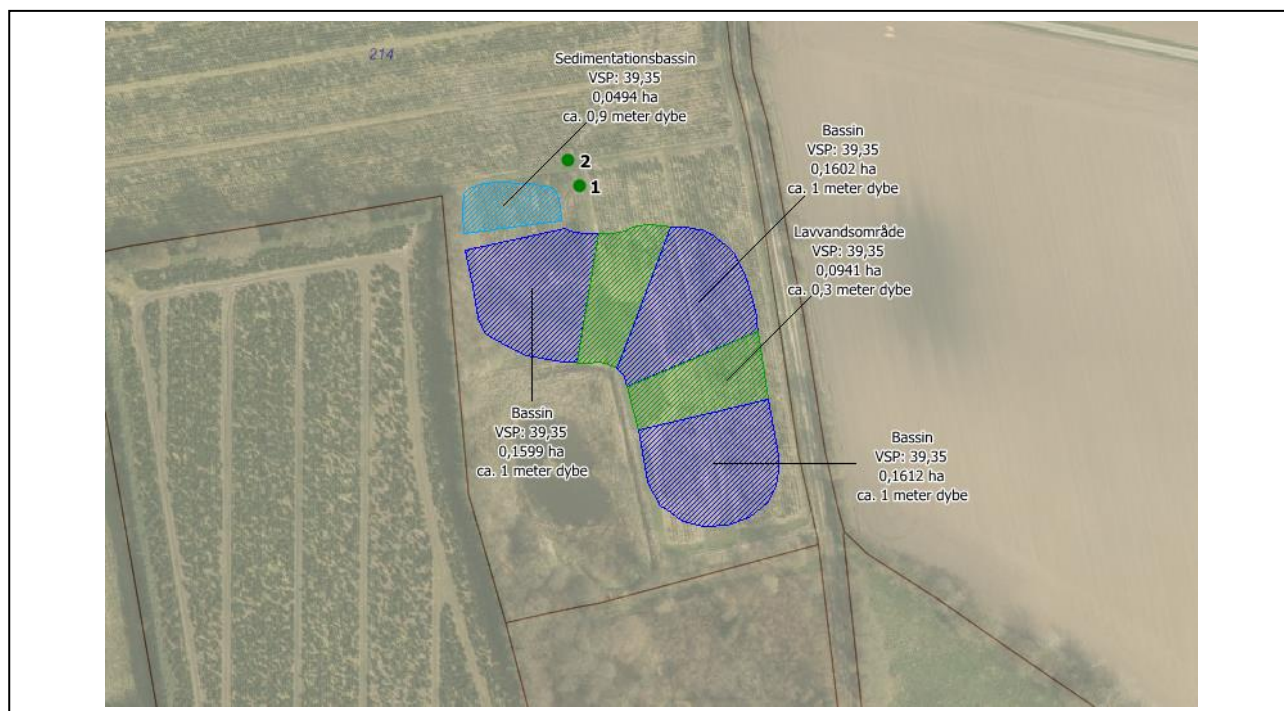 214
Sedimentationsbassin
VSP: 39,35
0,0494 ha
ca. 0,9 meter dybe
2
1
Bassin
VSP: 39,35
0,1602 ha
ca. 1 meter dybe
Lavvandsområde
VSP: 39,35
0,0941 ha
ca. 0,3 meter dybe
Bassin
VSP: 39,35
0,1599 ha
ca. 1 meter dybe
Bassin
VSP: 39,35
0,1612 ha
ca. 1 meter dybe